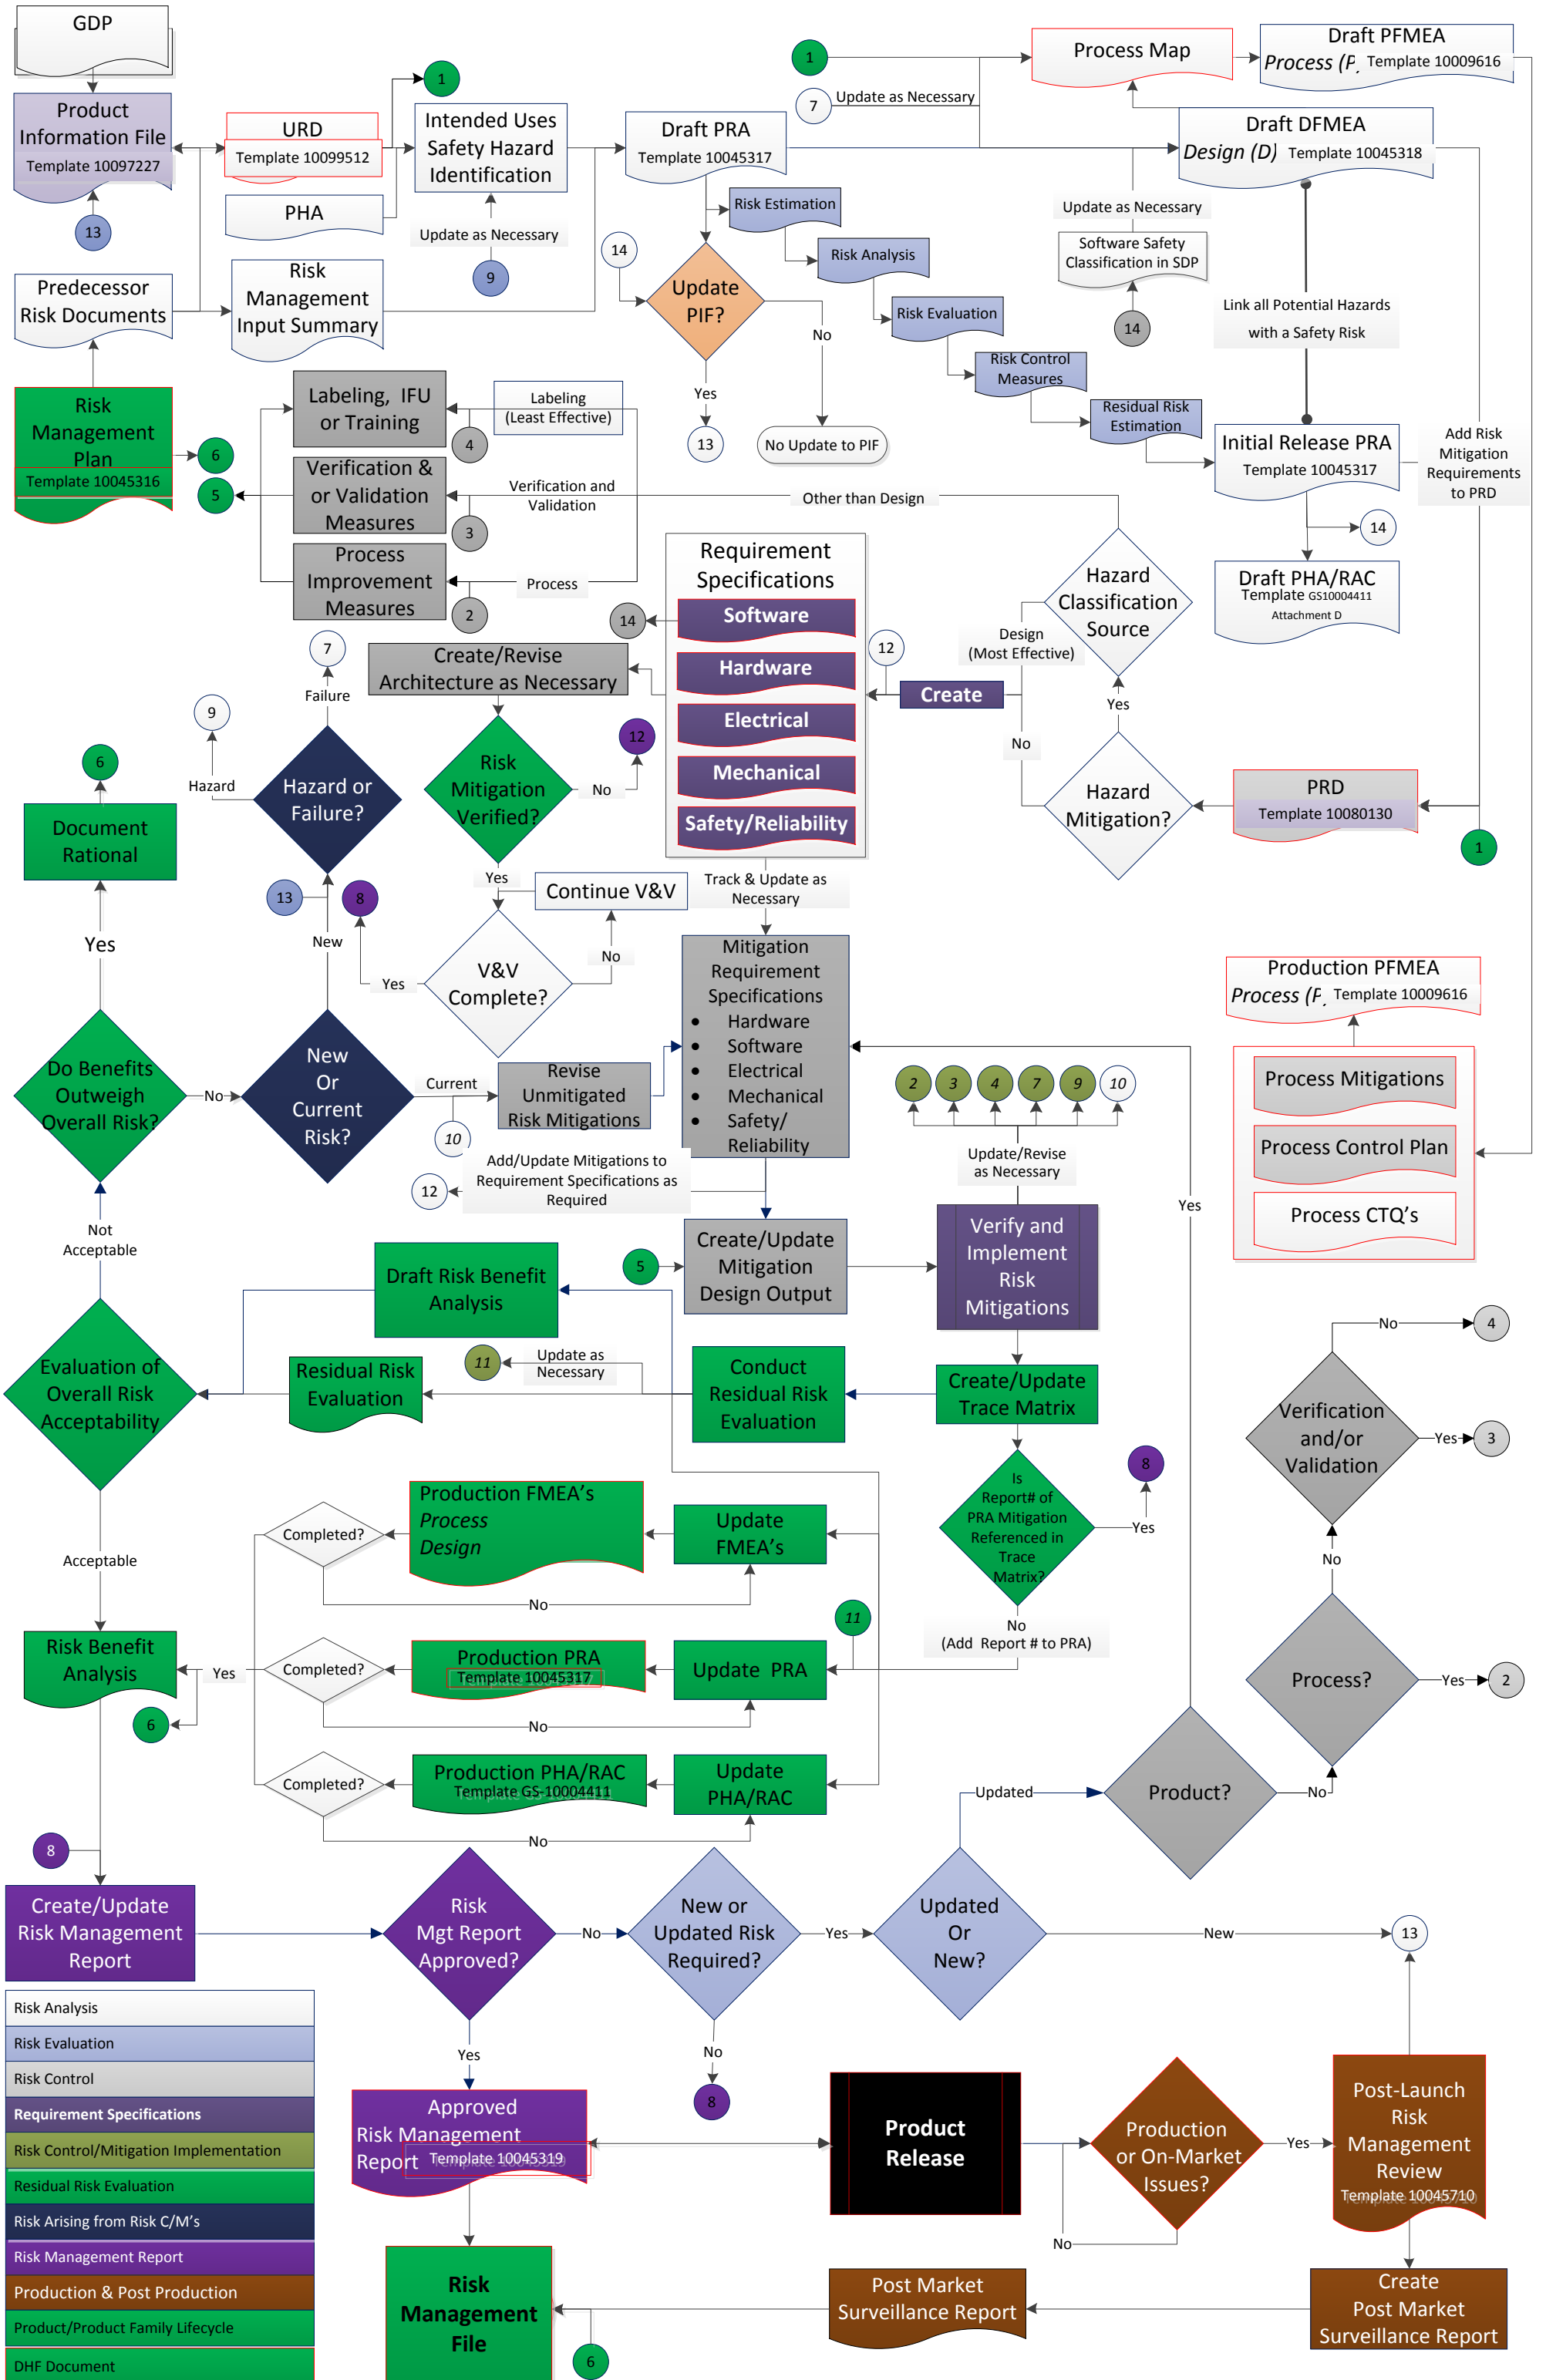 GDP
Product
Information File
Template 10097227
13
URD
Template 10099512
PHA
1
Intended Uses
Safety Hazard
Identification
Update as Necessary
9
Predecessor
Risk Documents
Risk
Management
Input Summary
Risk
Management
Plan
Template 10045316
6
5
Draft PRA
Template 10045317
Risk Estimation
Risk Analysis
Risk Evaluation
Risk Control
Measures
Residual Risk
Estimation
14
Update
PIF?
No
Yes
13
No Update to PIF
1
7
Update as Necessary
Process Map
Draft PFMEA
Process (P
Template 10009616
Draft DFMEA
Design (D)
Template 10045318
Update as Necessary
Software Safety
Classification in SDP
14
Link all Potential Hazards
with a Safety Risk
Initial Release PRA
Template 10045317
14
Add Risk
Mitigation
Requirements
to PRD
Draft PHA/RAC
Template GS10004411
Attachment D
Labeling, IFU
or Training
Labeling
(Least Effective)
4
Verification &
or Validation
Measures
Verification and
Validation
3
Process
Improvement
Measures
Process
2
Other than Design
Requirement
Specifications
Software
Hardware
Electrical
Mechanical
Safety/Reliability
14
12
Create
Design
(Most Effective)
Hazard
Classification
Source
Yes
No
Hazard
Mitigation?
PRD
Template 10080130
1
Create/Revise
Architecture as Necessary
7
Failure
9
Hazard
Hazard or
Failure?
6
Document
Rational
Yes
13
8
New
Risk
Mitigation
Verified?
No
12
Yes
Continue V&V
No
Yes
V&V
Complete?
Track & Update as
Necessary
Mitigation
Requirement
Specifications
• Hardware
• Software
• Electrical
• Mechanical
• Safety/
Reliability
Do Benefits
Outweigh
Overall Risk?
No
New
Or
Current
Risk?
Current
10
Revise
Unmitigated
Risk Mitigations
Add/Update Mitigations to
Requirement Specifications as
Required
12
2
3
4
7
9
10
Update/Revise
as Necessary
Yes
Production PFMEA
Process (P
Template 10009616
Process Mitigations
Process Control Plan
Process CTQ's
Not
Acceptable
Draft Risk Benefit
Analysis
5
Create/Update
Mitigation
Design Output
Verify and
Implement
Risk
Mitigations
Evaluation of
Overall Risk
Acceptability
Residual Risk
Evaluation
11
Update as
Necessary
Conduct
Residual Risk
Evaluation
Create/Update
Trace Matrix
Is
Report# of
PRA Mitigation
Referenced in
Trace
Matrix?
8
Yes
No
(Add Report # to PRA)
No
4
Verification
and/or
Validation
Yes
3
No
Process?
Yes
2
Acceptable
Completed?
Production FMEA's
Process
Design
Update
FMEA's
No
11
Risk Benefit
Analysis
Yes
6
Completed?
Production PRA
Template 10045317
Update PRA
No
Completed?
Production PHA/RAC
Template GS-10004411
Update
PHA/RAC
No
Updated
Product?
No
8
Create/Update
Risk Management
Report
Risk
Mgt Report
Approved?
No
New or
Updated Risk
Required?
Yes
Updated
Or
New?
New
13
Yes
No
8
Risk Analysis
Risk Evaluation
Risk Control
Requirement Specifications
Risk Control/Mitigation Implementation
Residual Risk Evaluation
Risk Arising from Risk C/M's
Risk Management Report
Production & Post Production
Product/Product Family Lifecycle
DHF Document
Approved
Risk Management
Report
Template 10045319
Product
Release
Production
or On-Market
Issues?
Yes
No
Post-Launch
Risk
Management
Review
Template 10045710
Risk
Management
File
6
Post Market
Surveillance Report
Create
Post Market
Surveillance Report